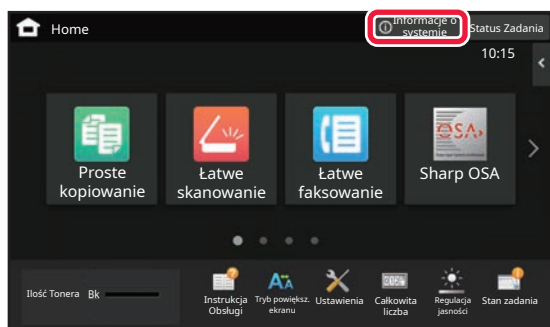 Home
Informacje o
systemie
Status Zadania
10:15
Proste
kopiowanie
Łatwe
skanowanie
Łatwe
faksowanie
OSA
Sharp OSA
Ilość Tonera Bk
Instrukcja
Obsługi
Tryb powiększ.
ekranu
Ustawienia
Całkowita
liczba
Regulacja
jasności
Stan zadania